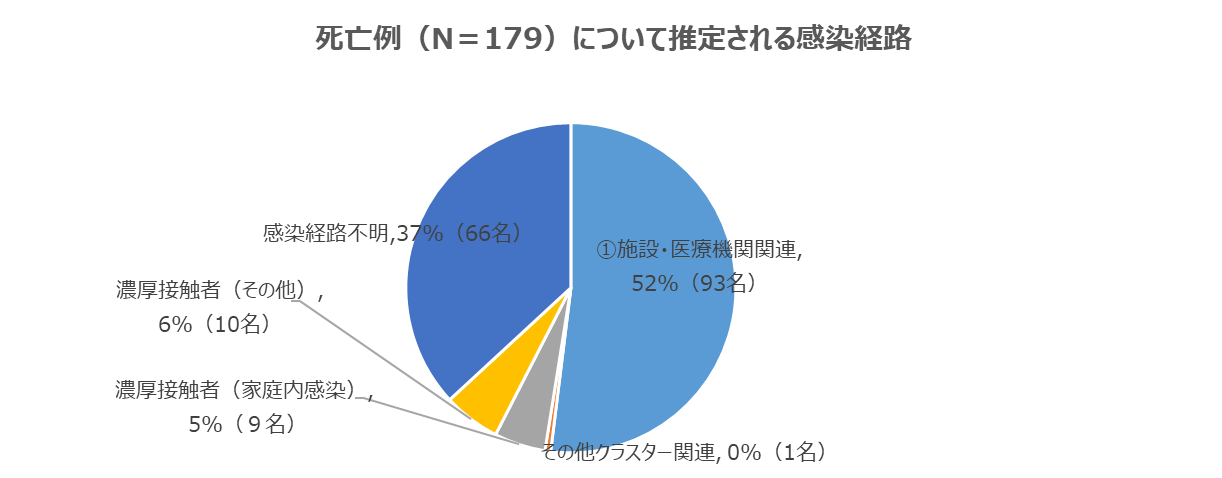 死亡例（N＝179）について推定される感染経路
感染経路不明,37%（66名）
①施設・医療機関関連,
52%（93名）
濃厚接触者（その他）,
6%（10名）
濃厚接触者（家庭内感染）,
5%（９名）
その他クラスター関連, 0%（1名）